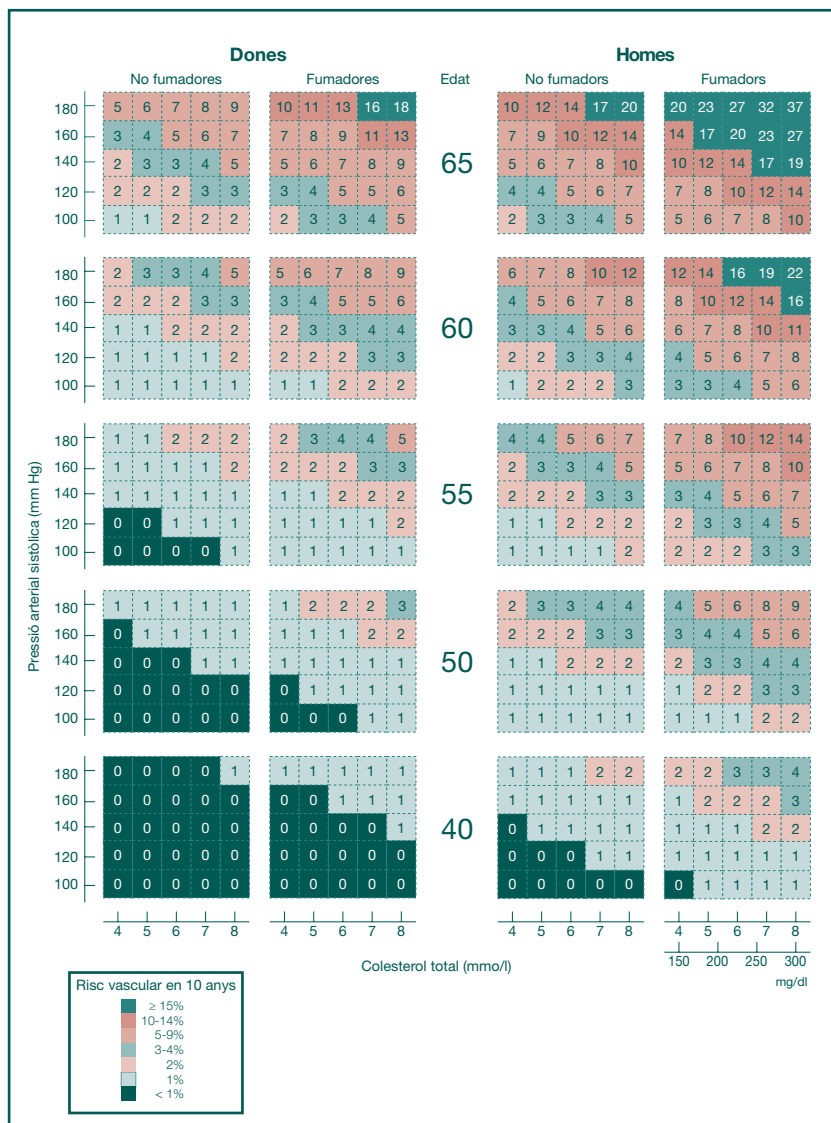 Dones Homes
No fumadores Fumadores Edat No fumadors Fumadors
180 5 6 7 8 9 10 11 13 16 18 10 12 14 17 20 20 23 27 32 37
160 3 4 5 6 7 7 8 9 11 13 7 9 10 12 14 14 17 20 23 27
140 2 3 3 4 5 5 6 7 8 9 65 5 6 7 8 10 10 12 14 17 19
120 2 2 2 3 3 3 4 5 5 6 4 4 5 6 7 7 8 10 12 14
100 1 1 2 2 2 2 3 3 4 5 2 3 3 4 5 5 6 7 8 10
180 2 3 3 4 5 5 6 7 8 9 6 7 8 10 12 12 14 16 19 22
160 2 2 2 3 3 3 4 5 5 6 4 5 6 7 8 8 10 12 14 16
140 1 1 2 2 2 2 3 3 4 4 60 3 3 4 5 6 6 7 8 10 11
120 1 1 1 1 2 2 2 2 3 3 2 2 3 3 4 4 5 6 7 8
100 1 1 1 1 1 1 1 2 2 2 1 2 2 2 3 3 3 4 5 6
180 1 1 2 2 2 2 3 4 4 5 4 4 5 6 7 7 8 10 12 14
160 1 1 1 1 2 2 2 2 3 3 2 3 3 4 5 5 6 7 8 10
140 1 1 1 1 1 1 1 2 2 2 55 2 2 2 3 3 3 4 5 6 7
120 0 0 1 1 1 1 1 1 1 2 1 1 2 2 2 2 3 3 4 5
100 0 0 0 0 1 1 1 1 1 1 1 1 1 1 2 2 2 2 3 3
Pressió arterial sistòlica (mm Hg)
180 1 1 1 1 1 1 2 2 2 3 2 3 3 4 4 4 5 6 8 9
160 0 1 1 1 1 1 1 1 2 2 2 2 2 3 3 3 4 4 5 6
140 0 0 0 1 1 1 1 1 1 1 50 1 1 2 2 2 2 3 3 4 4
120 0 0 0 0 0 0 1 1 1 1 1 1 1 1 1 1 2 2 3 3
100 0 0 0 0 0 0 0 0 1 1 1 1 1 1 1 1 1 1 2 2
180 0 0 0 0 1 1 1 1 1 1 1 1 1 2 2 2 2 3 3 4
160 0 0 0 0 0 0 0 1 1 1 1 1 1 1 1 1 2 2 2 3
140 0 0 0 0 0 0 0 0 0 1 40 0 1 1 1 1 1 1 1 2 2
120 0 0 0 0 0 0 0 0 0 0 0 0 0 1 1 1 1 1 1 1
100 0 0 0 0 0 0 0 0 0 0 0 0 0 0 0 0 1 1 1 1
4 5 6 7 8 4 5 6 7 8 4 5 6 7 8 4 5 6 7 8
150 200 250 300
Colesterol total (mmo/l)
mg/dl
Risc vascular en 10 anys
≥ 15%
10-14%
5-9%
3-4%
2%
1%
< 1%